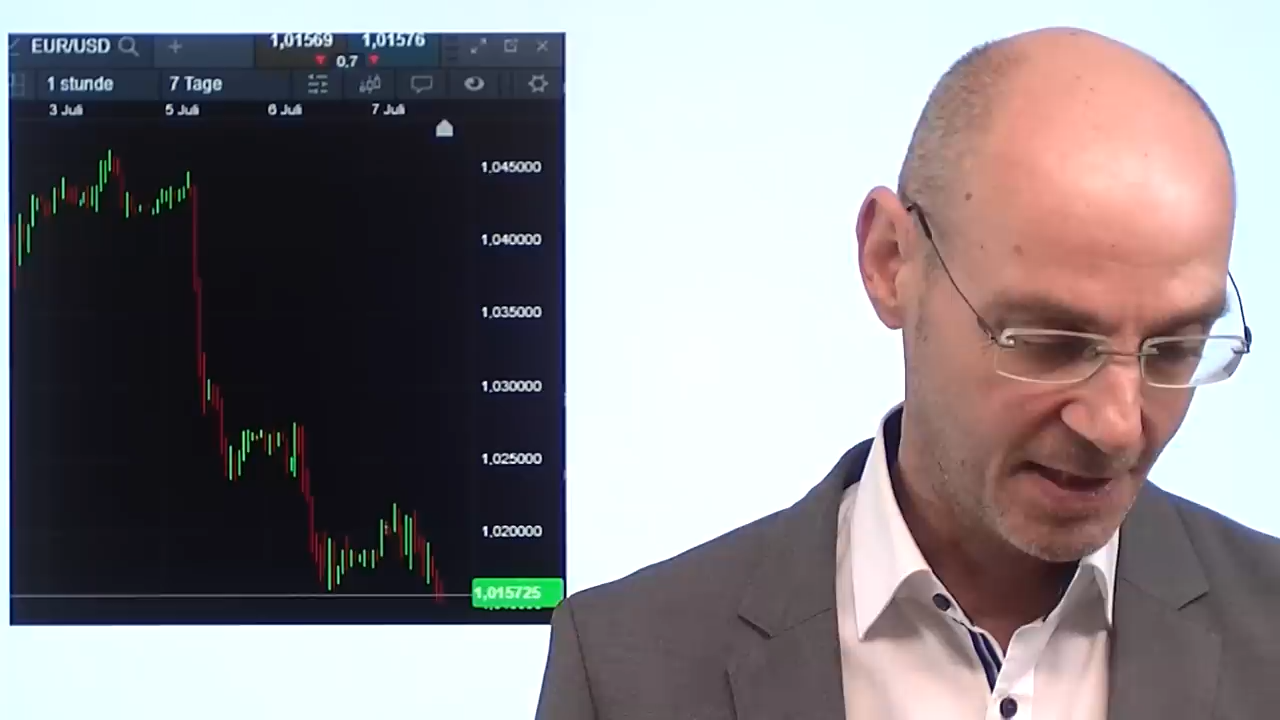 EUR/USD 1,01569 1,01576
0,7
1 stunde 7 Tage
3 Juli 5 Juli 6 Juli 7 Juli
1,045000
1,040000
1,035000
1,030000
1,025000
1,020000
1,015725